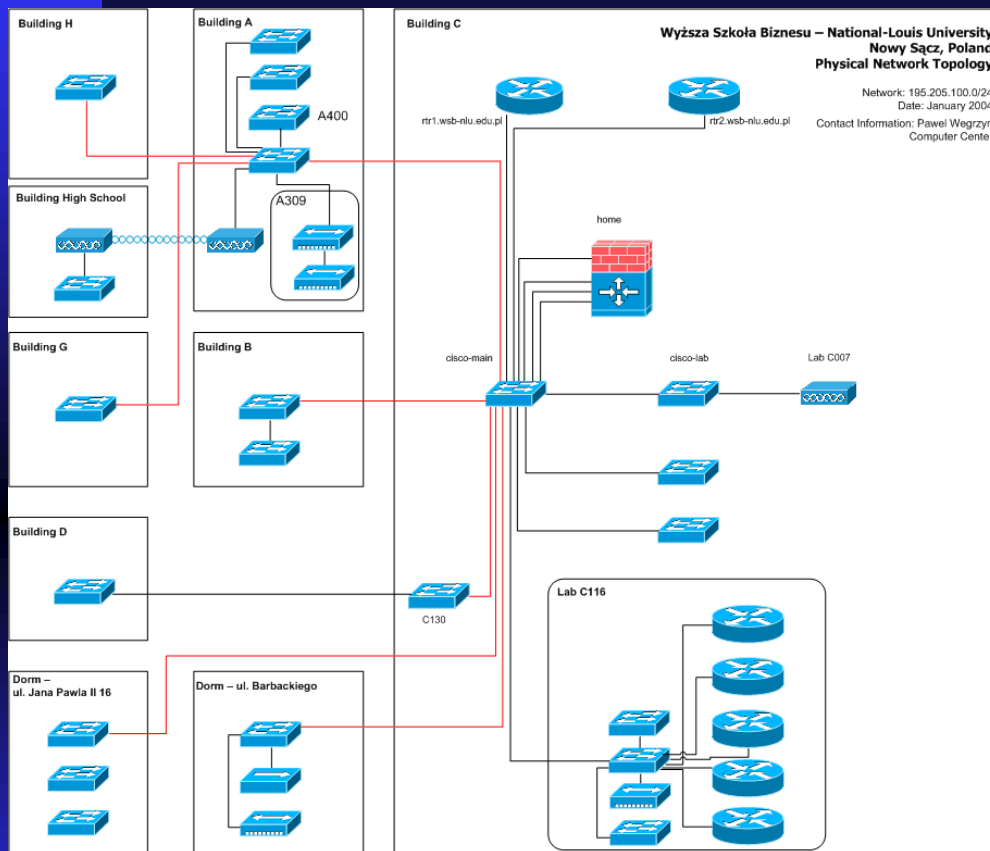 Wyższa Szkoła Biznesu – National-Louis University
Nowy Sącz, Poland
Physical Network Topology
Network: 195.205.100.0/24
Date: January 2004
Contact Information: Pawel Wegrzyn
Computer Cente
Building H
Building A
Building C
A400
rtr1.wsb-nlu.edu.pl
rtr2.wsb-nlu.edu.pl
Building High School
A309
home
Building G
Building B
cisco-main
cisco-lab
Lab C007
Building D
C130
Lab C116
Dorm –
ul. Jana Pawla II 16
Dorm – ul. Barbackiego